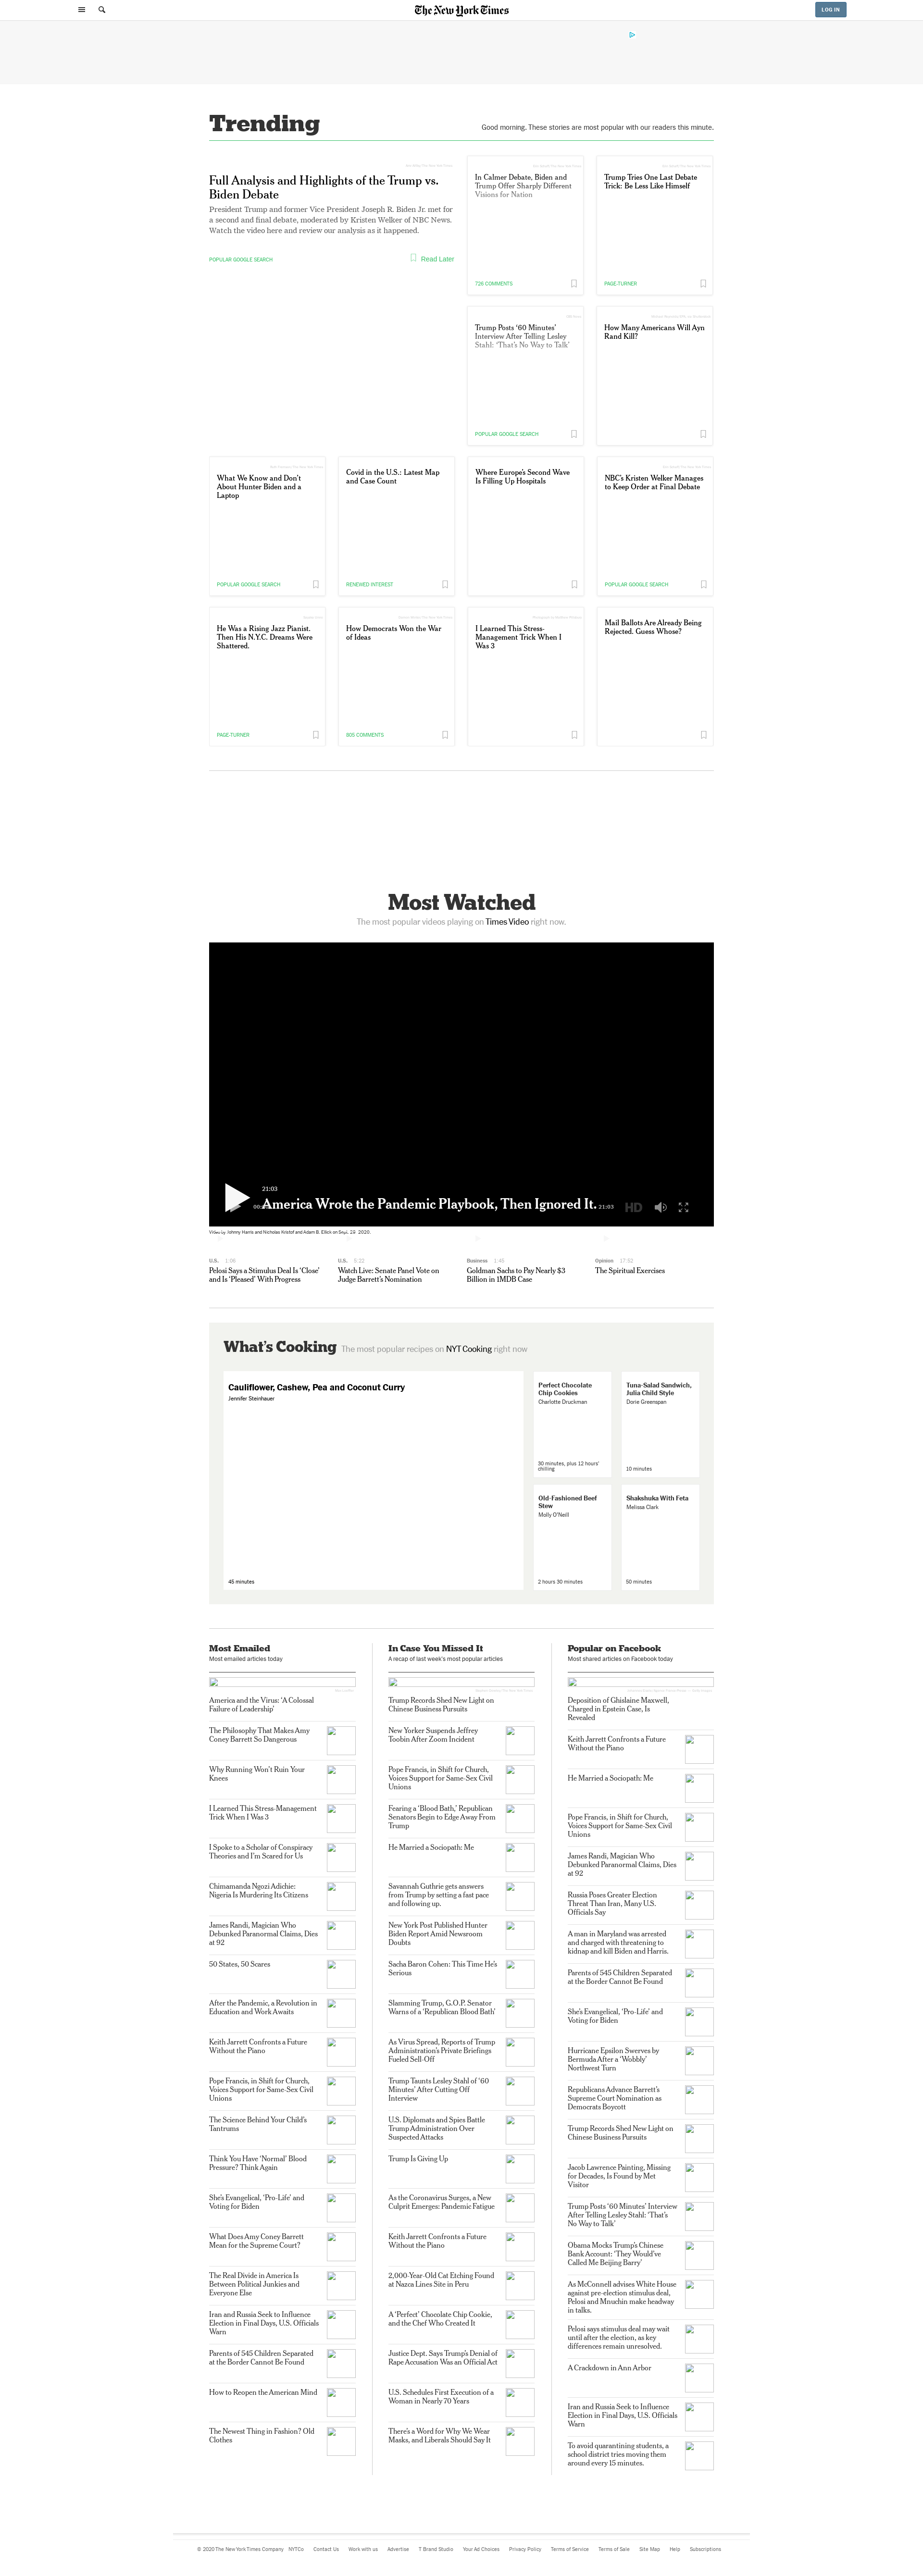 The New York Times
LOG IN
Trending
Good morning. These stories are most popular with our readers this minute.
Full Analysis and Highlights of the Trump vs.
Biden Debate
President Trump and former Vice President Joseph R. Biden Jr. met for
a second and final debate, moderated by Kristen Welker of NBC News.
Watch the video here and review our analysis as it happened.
POPULAR GOOGLE SEARCH
Read Later
In Calmer Debate, Biden and
Trump Offer Sharply Different
Visions for Nation
726 COMMENTS
Trump Tries One Last Debate
Trick: Be Less Like Himself
PAGE-TURNER
Trump Posts ‘60 Minutes’
Interview After Telling Lesley
Stahl: ‘That’s No Way to Talk’
POPULAR GOOGLE SEARCH
How Many Americans Will Ayn
Rand Kill?
What We Know and Don’t
About Hunter Biden and a
Laptop
POPULAR GOOGLE SEARCH
Covid in the U.S.: Latest Map
and Case Count
RENEWED INTEREST
Where Europe’s Second Wave
Is Filling Up Hospitals
NBC’s Kristen Welker Manages
to Keep Order at Final Debate
POPULAR GOOGLE SEARCH
He Was a Rising Jazz Pianist.
Then His N.Y.C. Dreams Were
Shattered.
PAGE-TURNER
How Democrats Won the War
of Ideas
805 COMMENTS
I Learned This Stress-
Management Trick When I
Was 3
Mail Ballots Are Already Being
Rejected. Guess Whose?
Most Watched
The most popular videos playing on Times Video right now.
21:03
America Wrote the Pandemic Playbook, Then Ignored It.
21:03
HD
Video by Johnny Harris and Nicholas Kristof and Adam B. Ellick on Sept. 29, 2020.
U.S. 1:06
Pelosi Says a Stimulus Deal Is ‘Close’
and Is ‘Pleased’ With Progress
U.S. 5:22
Watch Live: Senate Panel Vote on
Judge Barrett’s Nomination
Business 1:46
Goldman Sachs to Pay Nearly $3
Billion in 1MDB Case
Opinion 17:52
The Spiritual Exercises
What’s Cooking The most popular recipes on NYT Cooking right now
Cauliflower, Cashew, Pea and Coconut Curry
Jennifer Steinhauer
45 minutes
Perfect Chocolate
Chip Cookies
Charlotte Druckman
30 minutes, plus 12 hours’
chilling
Tuna-Salad Sandwich,
Julia Child Style
Dorie Greenspan
10 minutes
Old-Fashioned Beef
Stew
Molly O’Neill
2 hours 30 minutes
Shakshuka With Feta
Melissa Clark
50 minutes
Most Emailed
Most emailed articles today
America and the Virus: ‘A Colossal
Failure of Leadership’
The Philosophy That Makes Amy
Coney Barrett So Dangerous
Why Running Won’t Ruin Your
Knees
I Learned This Stress-Management
Trick When I Was 3
I Spoke to a Scholar of Conspiracy
Theories and I’m Scared for Us
Chimamanda Ngozi Adichie:
Nigeria Is Murdering Its Citizens
James Randi, Magician Who
Debunked Paranormal Claims, Dies
at 92
50 States, 50 Scares
After the Pandemic, a Revolution in
Education and Work Awaits
Keith Jarrett Confronts a Future
Without the Piano
Pope Francis, in Shift for Church,
Voices Support for Same-Sex Civil
Unions
The Science Behind Your Child’s
Tantrums
Think You Have ‘Normal’ Blood
Pressure? Think Again
She’s Evangelical, ‘Pro-Life’ and
Voting for Biden
What Does Amy Coney Barrett
Mean for the Supreme Court?
The Real Divide in America Is
Between Political Junkies and
Everyone Else
Iran and Russia Seek to Influence
Election in Final Days, U.S. Officials
Warn
Parents of 545 Children Separated
at the Border Cannot Be Found
How to Reopen the American Mind
The Newest Thing in Fashion? Old
Clothes
In Case You Missed It
A recap of last week’s most popular articles
Trump Records Shed New Light on
Chinese Business Pursuits
New Yorker Suspends Jeffrey
Toobin After Zoom Incident
Pope Francis, in Shift for Church,
Voices Support for Same-Sex Civil
Unions
Fearing a ‘Blood Bath,’ Republican
Senators Begin to Edge Away From
Trump
He Married a Sociopath: Me
Savannah Guthrie gets answers
from Trump by setting a fast pace
and following up.
New York Post Published Hunter
Biden Report Amid Newsroom
Doubts
Sacha Baron Cohen: This Time He’s
Serious
Slamming Trump, G.O.P. Senator
Warns of a ‘Republican Blood Bath’
As Virus Spread, Reports of Trump
Administration’s Private Briefings
Fueled Sell-Off
Trump Taunts Lesley Stahl of ‘60
Minutes’ After Cutting Off
Interview
U.S. Diplomats and Spies Battle
Trump Administration Over
Suspected Attacks
Trump Is Giving Up
As the Coronavirus Surges, a New
Culprit Emerges: Pandemic Fatigue
Keith Jarrett Confronts a Future
Without the Piano
2,000-Year-Old Cat Etching Found
at Nazca Lines Site in Peru
A ‘Perfect’ Chocolate Chip Cookie,
and the Chef Who Created It
Justice Dept. Says Trump’s Denial of
Rape Accusation Was an Official Act
U.S. Schedules First Execution of a
Woman in Nearly 70 Years
There’s a Word for Why We Wear
Masks, and Liberals Should Say It
Popular on Facebook
Most shared articles on Facebook today
Deposition of Ghislaine Maxwell,
Charged in Epstein Case, Is
Revealed
Keith Jarrett Confronts a Future
Without the Piano
He Married a Sociopath: Me
Pope Francis, in Shift for Church,
Voices Support for Same-Sex Civil
Unions
James Randi, Magician Who
Debunked Paranormal Claims, Dies
at 92
Russia Poses Greater Election
Threat Than Iran, Many U.S.
Officials Say
A man in Maryland was arrested
and charged with threatening to
kidnap and kill Biden and Harris.
Parents of 545 Children Separated
at the Border Cannot Be Found
She’s Evangelical, ‘Pro-Life’ and
Voting for Biden
Hurricane Epsilon Swerves by
Bermuda After a ‘Wobbly’
Northwest Turn
Republicans Advance Barrett’s
Supreme Court Nomination as
Democrats Boycott
Trump Records Shed New Light on
Chinese Business Pursuits
Jacob Lawrence Painting, Missing
for Decades, Is Found by Met
Visitor
Trump Posts ‘60 Minutes’ Interview
After Telling Lesley Stahl: ‘That’s
No Way to Talk’
Obama Mocks Trump’s Chinese
Bank Account: ‘They Would’ve
Called Me Beijing Barry’
As McConnell advises White House
against pre-election stimulus deal,
Pelosi and Mnuchin make headway
in talks.
Pelosi says stimulus deal may wait
until after the election, as key
differences remain unresolved.
A Crackdown in Ann Arbor
Iran and Russia Seek to Influence
Election in Final Days, U.S. Officials
Warn
To avoid quarantining students, a
school district tries moving them
around every 15 minutes.
© 2020 The New York Times Company NYTCo Contact Us Work with us Advertise T Brand Studio Your Ad Choices Privacy Policy Terms of Service Terms of Sale Site Map Help Subscriptions